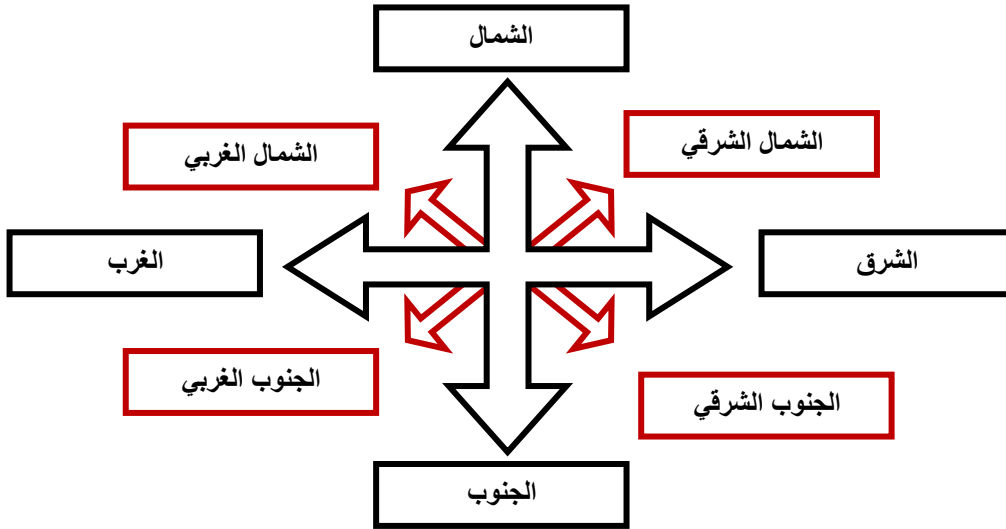 الشمال
الشمال الشرقي
الشمال الغربي
الشرق
الغرب
الجنوب الغربي
الجنوب الشرقي
الجنوب